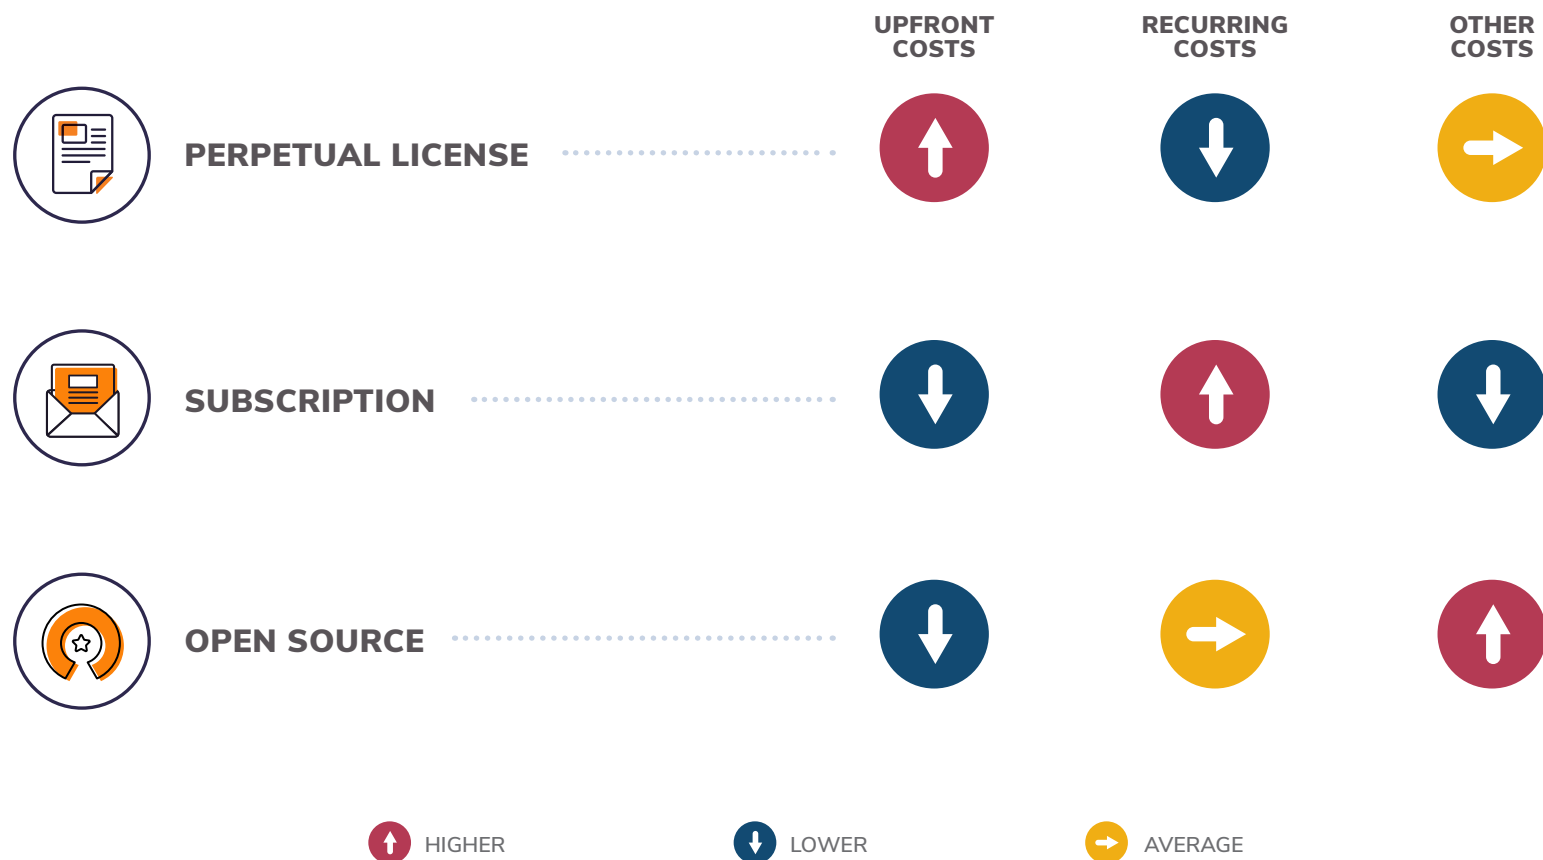 UPFRONT
COSTS
RECURRING
COSTS
OTHER
COSTS
PERPETUAL LICENSE
SUBSCRIPTION
OPEN SOURCE
HIGHER
LOWER
AVERAGE